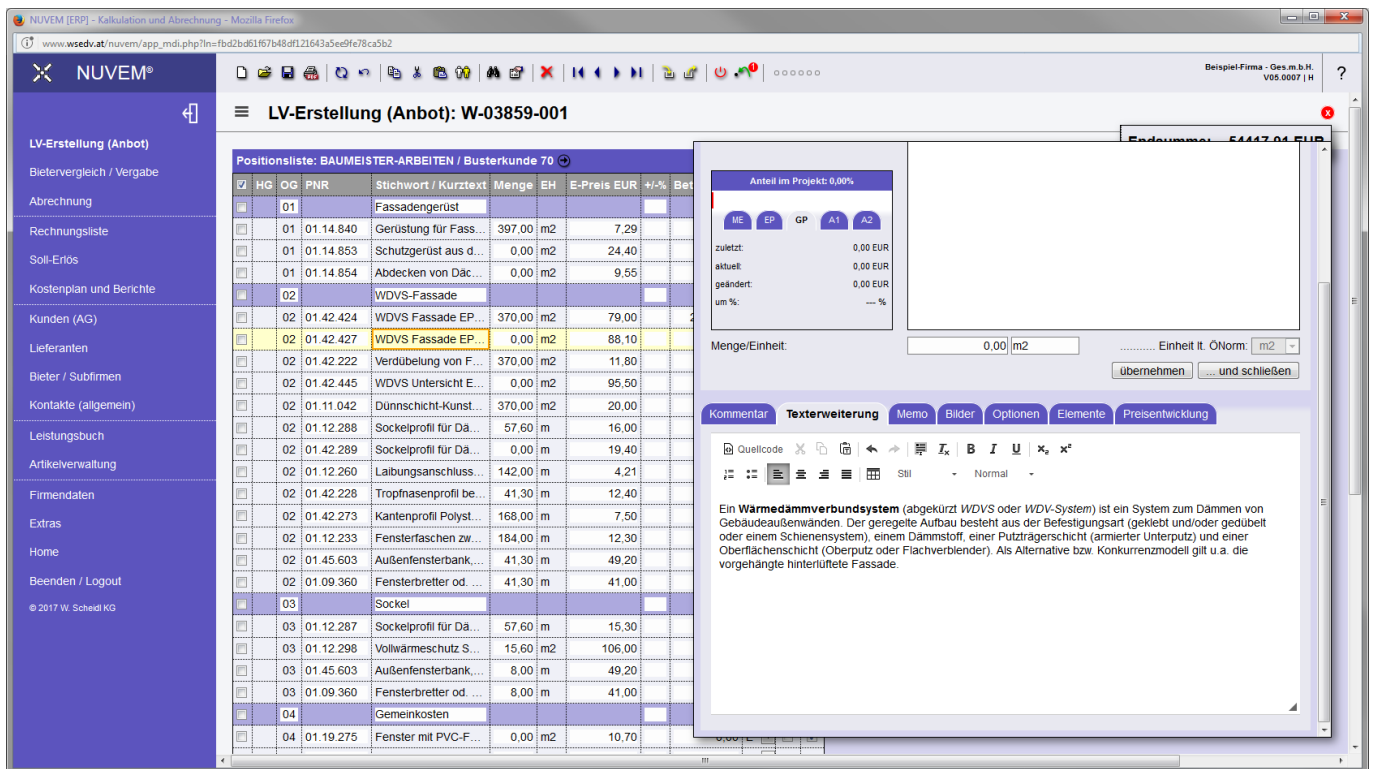 NUVEM [ERP] - Kalkulation und Abrechnung - Mozilla Firefox
www.wsedv.at/nuvem/app_mdi.php?ln=fbd2bd61f67b48df121643a5ee9fe78ca5b2
NUVEM®
Beispiel-Firma - Ges.m.b.H.
V05.0007 | H
?
LV-Erstellung (Anbot): W-03859-001
LV-Erstellung (Anbot)
Bietervergleich / Vergabe
Abrechnung
Rechnungsliste
Soll-Erlös
Kostenplan und Berichte
Kunden (AG)
Lieferanten
Bieter / Subfirmen
Kontakte (allgemein)
Leistungsbuch
Artikelverwaltung
Firmendaten
Extras
Home
Beenden / Logout
© 2017 W. Scheidl KG
Positionsliste: BAUMEISTER-ARBEITEN / Busterkunde 70
HG OG PNR Stichwort / Kurztext Menge EH E-Preis EUR +/-% Bet
01 Fassadengerüst
01 01.14.840 Gerüstung für Fass... 397,00 m2 7,29
01 01.14.853 Schutzgerüst aus d... 0,00 m2 24,40
01 01.14.854 Abdecken von Däc... 0,00 m2 9,55
02 WDVS-Fassade
02 01.42.424 WDVS Fassade EP... 370,00 m2 79,00
02 01.42.427 WDVS Fassade EP... 0,00 m2 88,10
02 01.42.222 Verdübelung von F... 370,00 m2 11,80
02 01.42.445 WDVS Untersicht E... 0,00 m2 95,50
02 01.11.042 Dünnschicht-Kunst... 370,00 m2 20,00
02 01.12.288 Sockelprofil für Dä... 57,60 m 16,00
02 01.42.289 Sockelprofil für Dä... 0,00 m 19,40
02 01.12.260 Laibungsanschluss... 142,00 m 4,21
02 01.42.228 Tropfnasenprofil be... 41,30 m 12,40
02 01.42.273 Kantenprofil Polyst... 168,00 m 7,50
02 01.12.233 Fensterfaschen zw... 184,00 m 12,30
02 01.45.603 Außenfensterbank,... 41,30 m 49,20
02 01.09.360 Fensterbretter od. ... 41,30 m 41,00
03 Sockel
03 01.12.287 Sockelprofil für Dä... 57,60 m 15,30
03 01.12.298 Vollwärmeschutz S... 15,60 m2 106,00
03 01.45.603 Außenfensterbank,... 8,00 m 49,20
03 01.09.360 Fensterbretter od. ... 8,00 m 41,00
04 Gemeinkosten
04 01.19.275 Fenster mit PVC-F... 0,00 m2 10,70
Endsumme: 54417,91 EUR
Anteil im Projekt: 0,00%
ME EP GP A1 A2
zuletzt: 0,00 EUR
aktuell: 0,00 EUR
geändert: 0,00 EUR
um %: --- %
Menge/Einheit: 0,00 m2 ........... Einheit lt. ÖNorm: m2
übernehmen ... und schließen
Kommentar Texterweiterung Memo Bilder Optionen Elemente Preisentwicklung
Quellcode
Stil Normal
Ein Wärmedämmverbundsystem (abgekürzt WDVS oder WDV-System) ist ein System zum Dämmen von
Gebäudeaußenwänden. Der geregelte Aufbau besteht aus der Befestigungsart (geklebt und/oder gedübelt
oder einem Schienensystem), einem Dämmstoff, einer Putzträgerschicht (armierter Unterputz) und einer
Oberflächenschicht (Oberputz oder Flachverblender). Als Alternative bzw. Konkurrenzmodell gilt u.a. die
vorgehängte hinterlüftete Fassade.